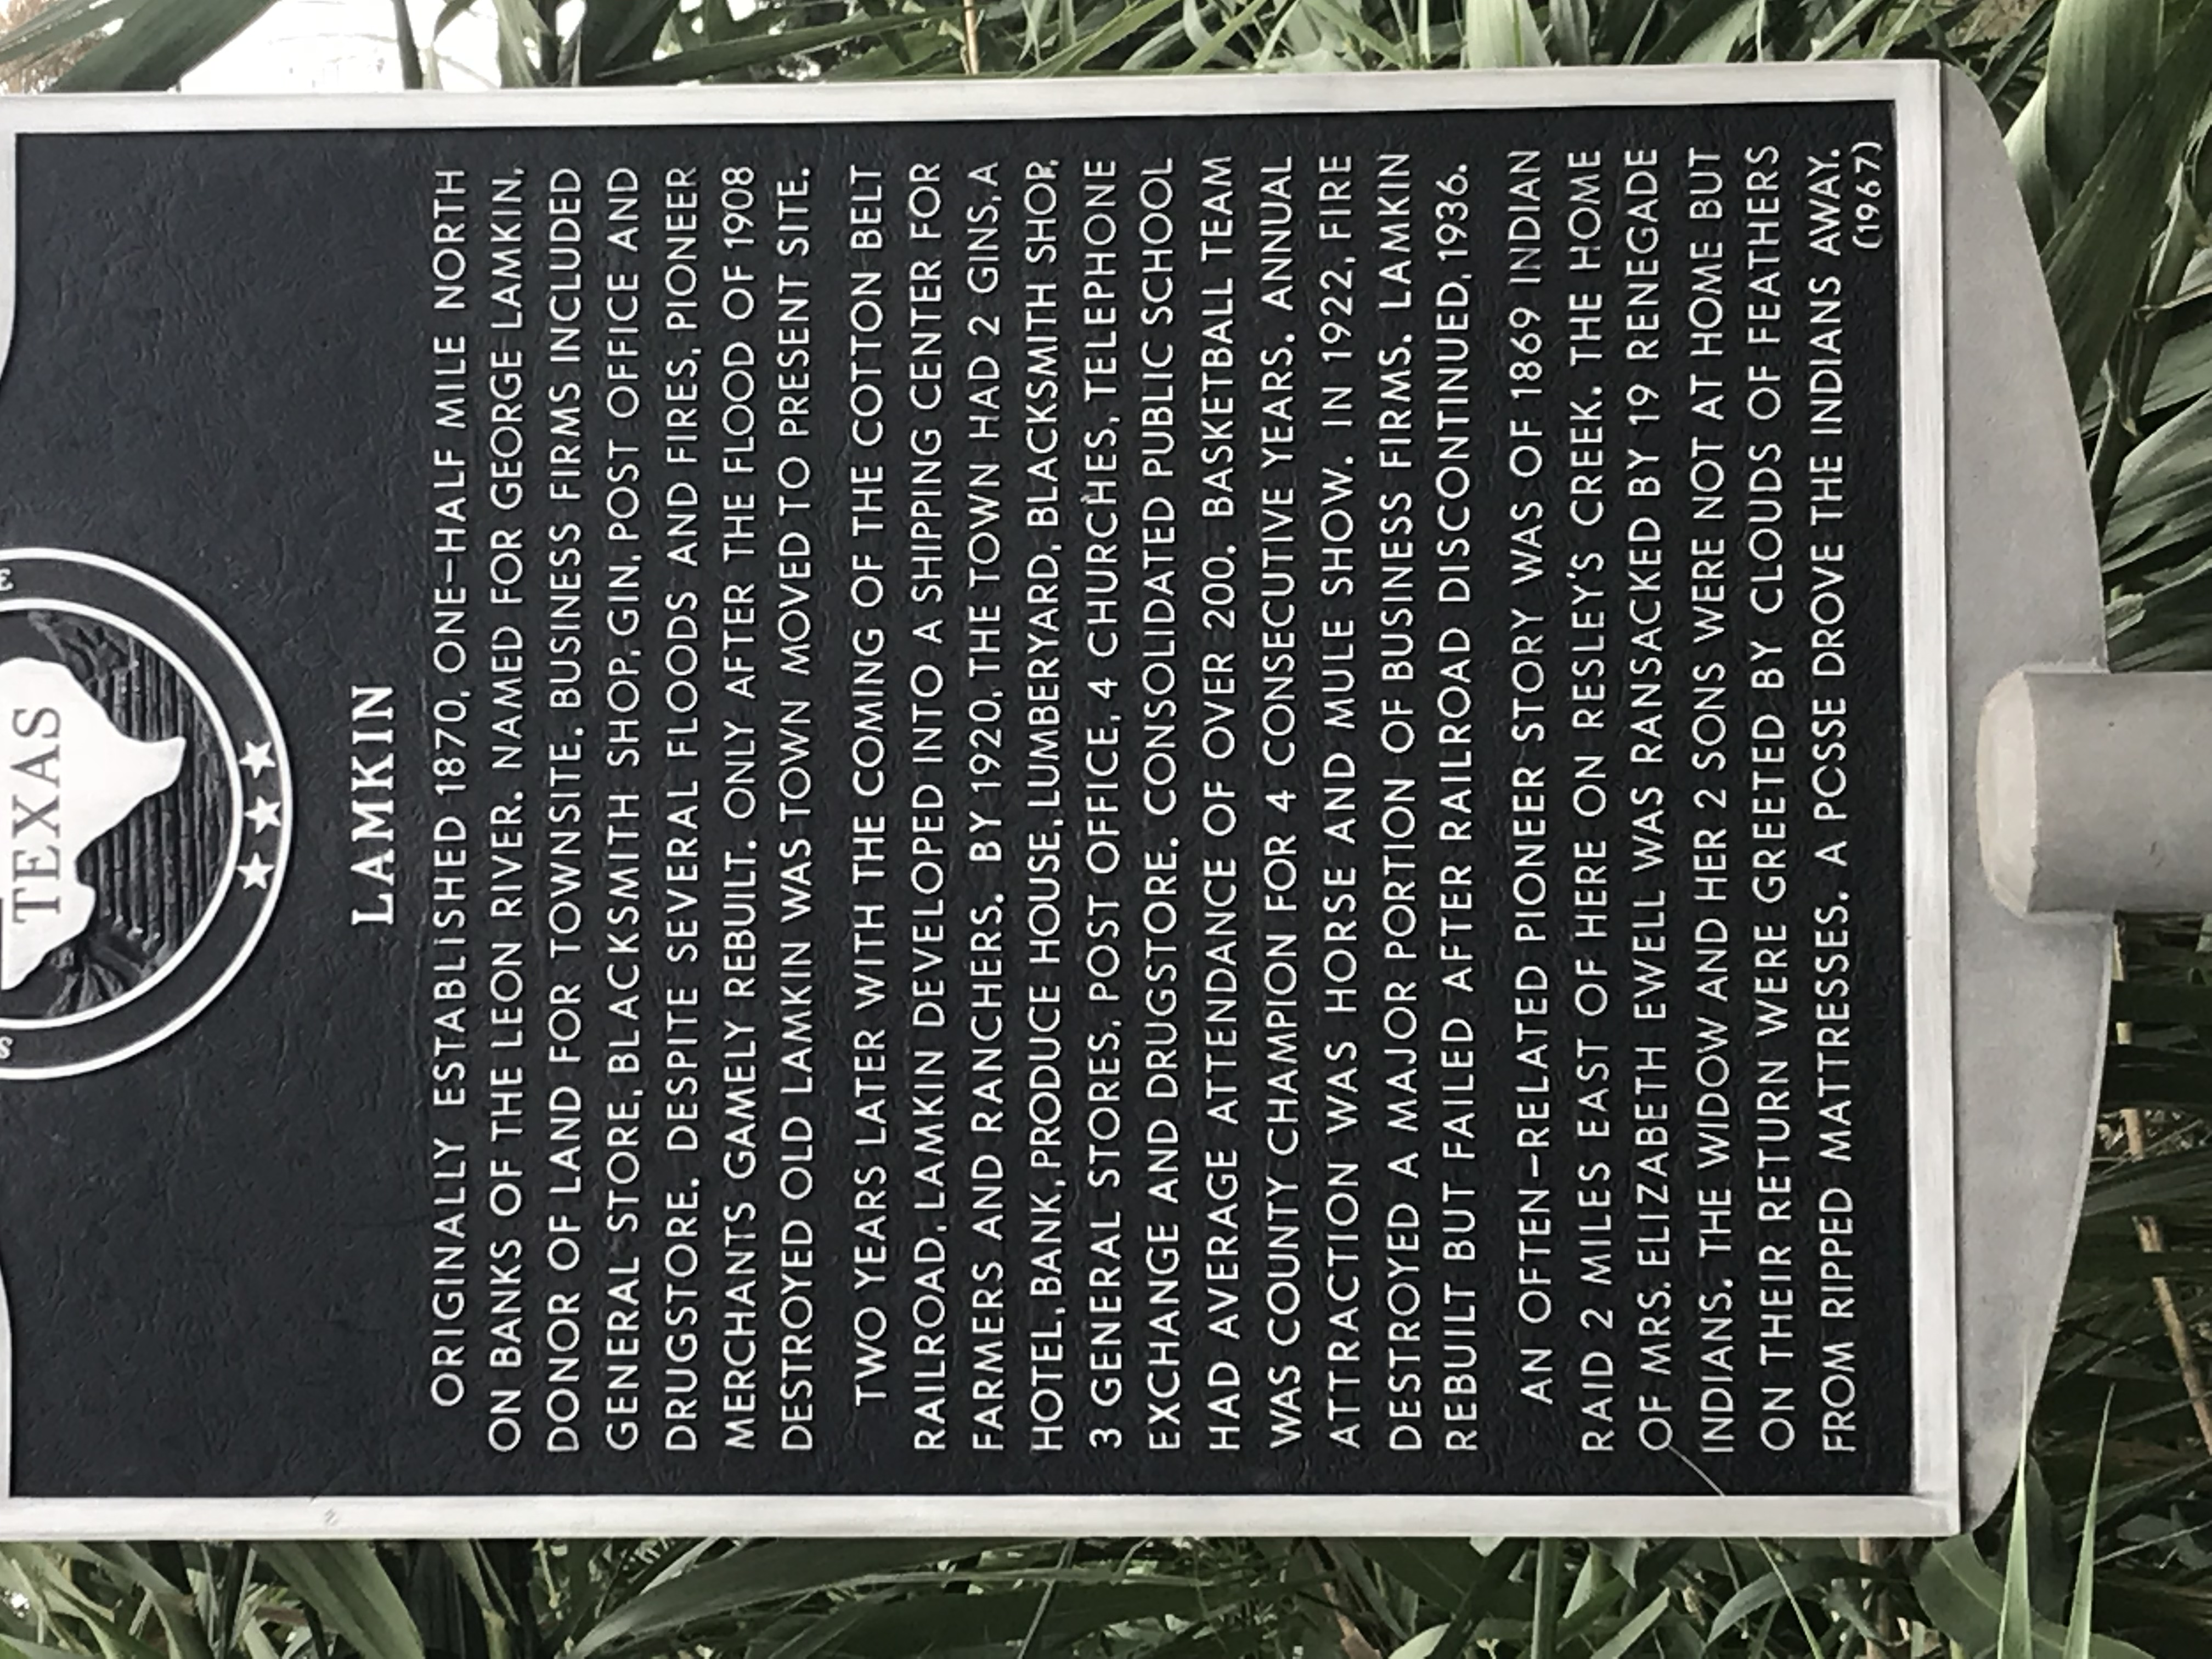 TEXAS
LAMKIN
ORIGINALLY ESTABLISHED 1870, ONE-HALF MILE NORTH
ON BANKS OF THE LEON RIVER. NAMED FOR GEORGE LAMKIN,
DONOR OF LAND FOR TOWNSITE. BUSINESS FIRMS INCLUDED
GENERAL STORE, BLACKSMITH SHOP, GIN, POST OFFICE AND
DRUGSTORE. DESPITE SEVERAL FLOODS AND FIRES, PIONEER
MERCHANTS GAMELY REBUILT. ONLY AFTER THE FLOOD OF 1908
DESTROYED OLD LAMKIN WAS TOWN MOVED TO PRESENT SITE.
TWO YEARS LATER WITH THE COMING OF THE COTTON BELT
RAILROAD, LAMKIN DEVELOPED INTO A SHIPPING CENTER FOR
FARMERS AND RANCHERS. BY 1920, THE TOWN HAD 2 GINS, A
HOTEL, BANK, PRODUCE HOUSE, LUMBERYARD, BLACKSMITH SHOP,
3 GENERAL STORES, POST OFFICE, 4 CHURCHES, TELEPHONE
EXCHANGE AND DRUGSTORE. CONSOLIDATED PUBLIC SCHOOL
HAD AVERAGE ATTENDANCE OF OVER 200. BASKETBALL TEAM
WAS COUNTY CHAMPION FOR 4 CONSECUTIVE YEARS. ANNUAL
ATTRACTION WAS HORSE AND MULE SHOW. IN 1922, FIRE
DESTROYED A MAJOR PORTION OF BUSINESS FIRMS. LAMKIN
REBUILT BUT FAILED AFTER RAILROAD DISCONTINUED, 1936.
AN OFTEN-RELATED PIONEER STORY WAS OF 1869 INDIAN
RAID 2 MILES EAST OF HERE ON RESLEY'S CREEK. THE HOME
OF MRS. ELIZABETH EWELL WAS RANSACKED BY 19 RENEGADE
INDIANS. THE WIDOW AND HER 2 SONS WERE NOT AT HOME BUT
ON THEIR RETURN WERE GREETED BY CLOUDS OF FEATHERS
FROM RIPPED MATTRESSES. A POSSE DROVE THE INDIANS AWAY.
(1967)